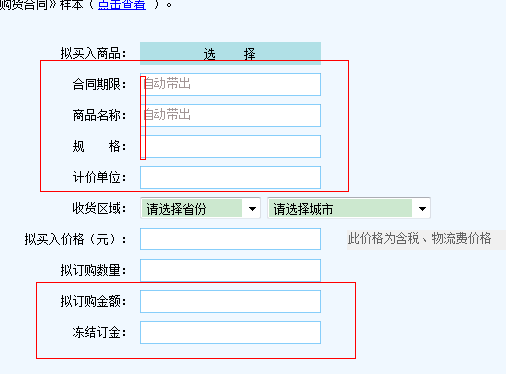 购货合同》样本（ 点击查看 ）。
拟买入商品： 选 择
合同期限： 自动带出
商品名称： 自动带出
规 格：
计价单位：
收货区域： 请选择省份 请选择城市
拟买入价格（元）： 此价格为含税、物流费价格
拟订购数量：
拟订购金额：
冻结订金：